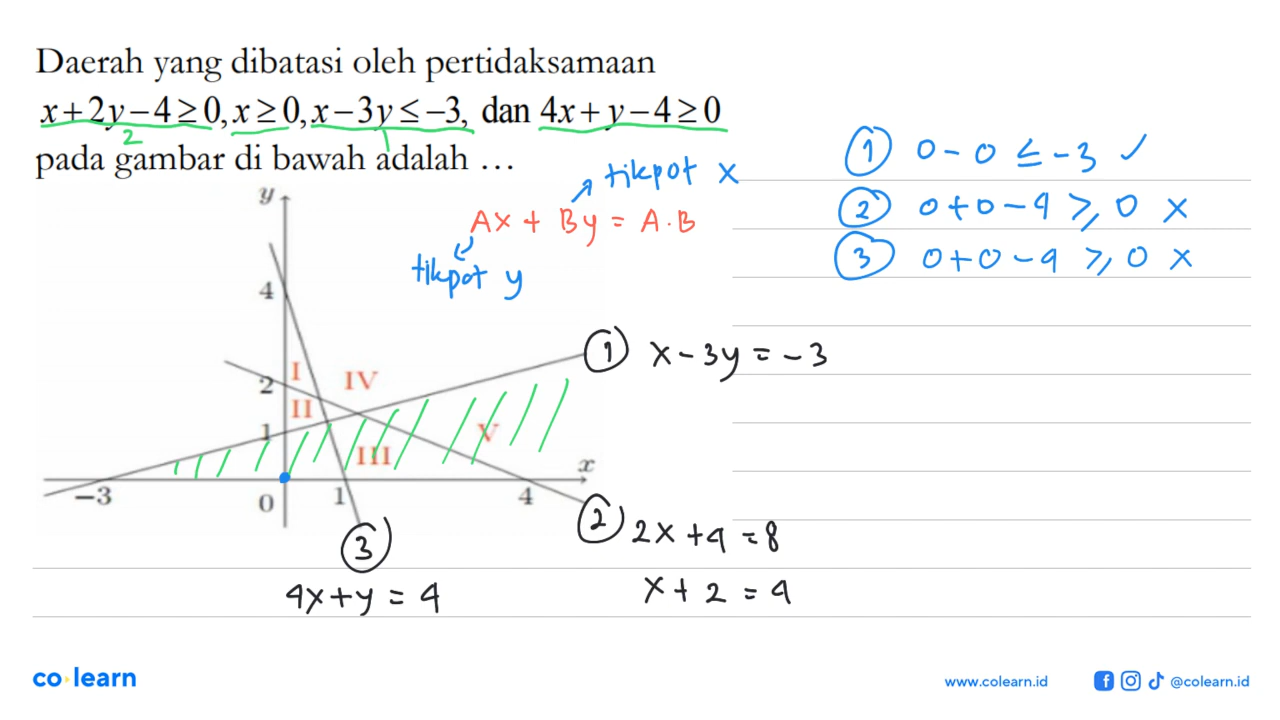 Daerah yang dibatasi oleh pertidaksamaan
x+2y−4≥0, x≥0, x−3y≤−3, dan 4x+y−4≥0
2 1
pada gambar di bawah adalah ...
① 0-0 ≤ -3 ✓
② 0+0-4 ≥ 0 x
③ 0+0-4 ≥ 0 x
tikpot x
Ax + By = A.B
tikpot y
y
4
2
1
I
II
III
IV
V
x
−3
0
1
4
① x-3y = -3
② 2x+4 = 8
x+2 = 4
③
4x+y = 4
co learn
www.colearn.id
@colearn.id